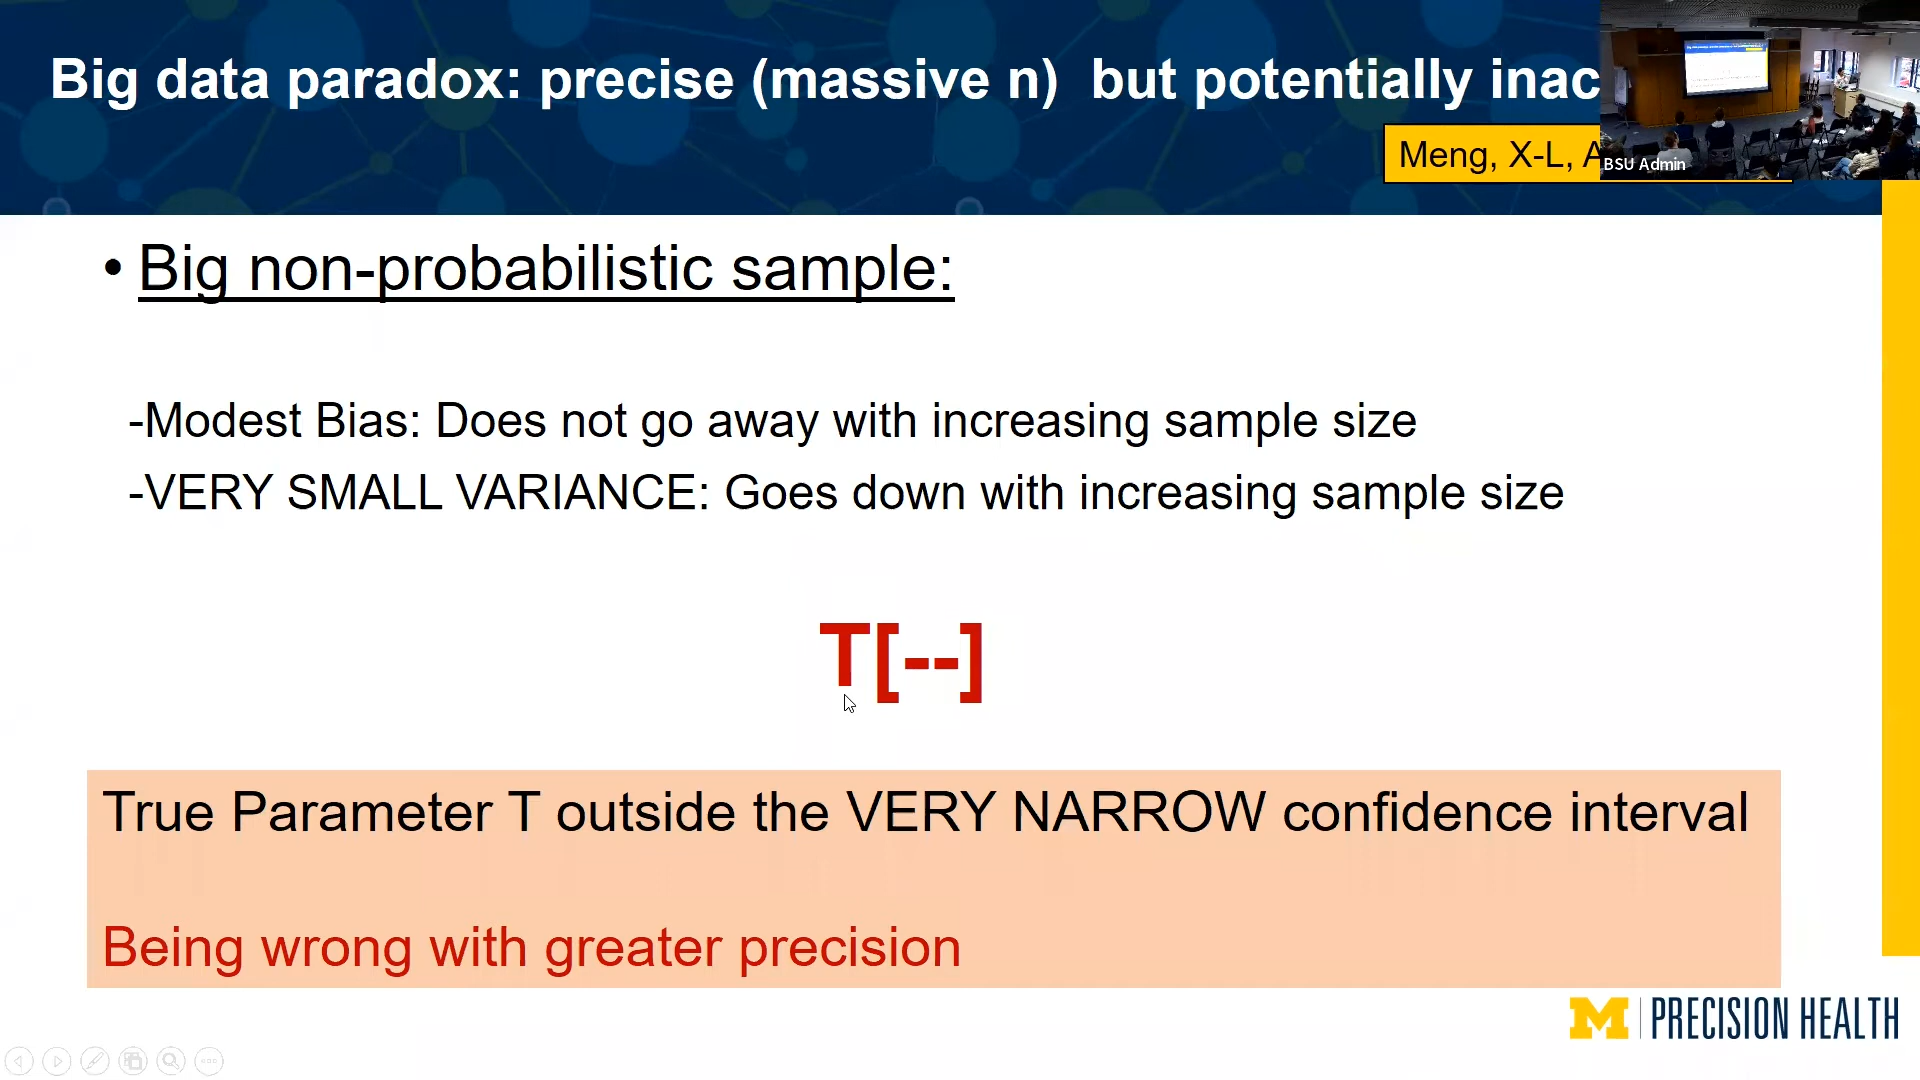 Big data paradox: precise (massive n) but potentially inac
Meng, X-L, A
BSU Admin
• Big non-probabilistic sample:
-Modest Bias: Does not go away with increasing sample size
-VERY SMALL VARIANCE: Goes down with increasing sample size
T[--]
True Parameter T outside the VERY NARROW confidence interval
Being wrong with greater precision
M | PRECISION HEALTH